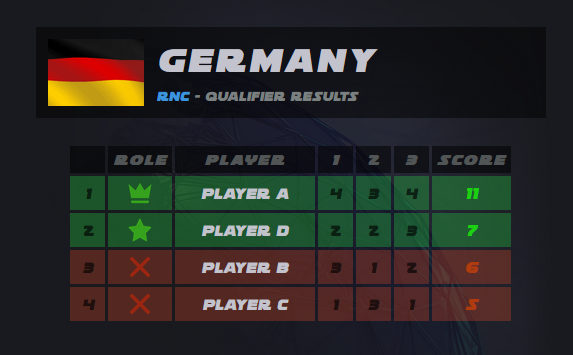 GERMANY
RNC - QUALIFIER RESULTS
ROLE PLAYER 1 2 3 SCORE
1 PLAYER A 4 3 4 11
2 PLAYER D 2 2 3 7
3 PLAYER B 3 1 2 6
4 PLAYER C 1 3 1 5